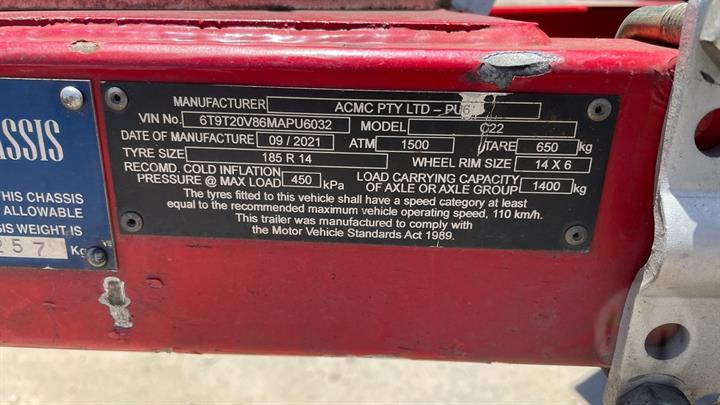 MANUFACTURER ACMC PTY LTD - PU6
VIN No. 6T9T20V86MAPU6032 MODEL C22
DATE OF MANUFACTURE 09 / 2021 ATM 1500 TARE 650 kg
TYRE SIZE 185 R 14 WHEEL RIM SIZE 14 X 6
RECOMD. COLD INFLATION PRESSURE @ MAX LOAD 450 kPa
LOAD CARRYING CAPACITY OF AXLE OR AXLE GROUP 1400 kg
The tyres fitted to this vehicle shall have a speed category at least
equal to the recommended maximum vehicle operating speed, 110 km/h.
This trailer was manufactured to comply with
the Motor Vehicle Standards Act 1989.
ASSIS
THIS CHASSIS
ALLOWABLE
WEIGHT IS
257 Kg